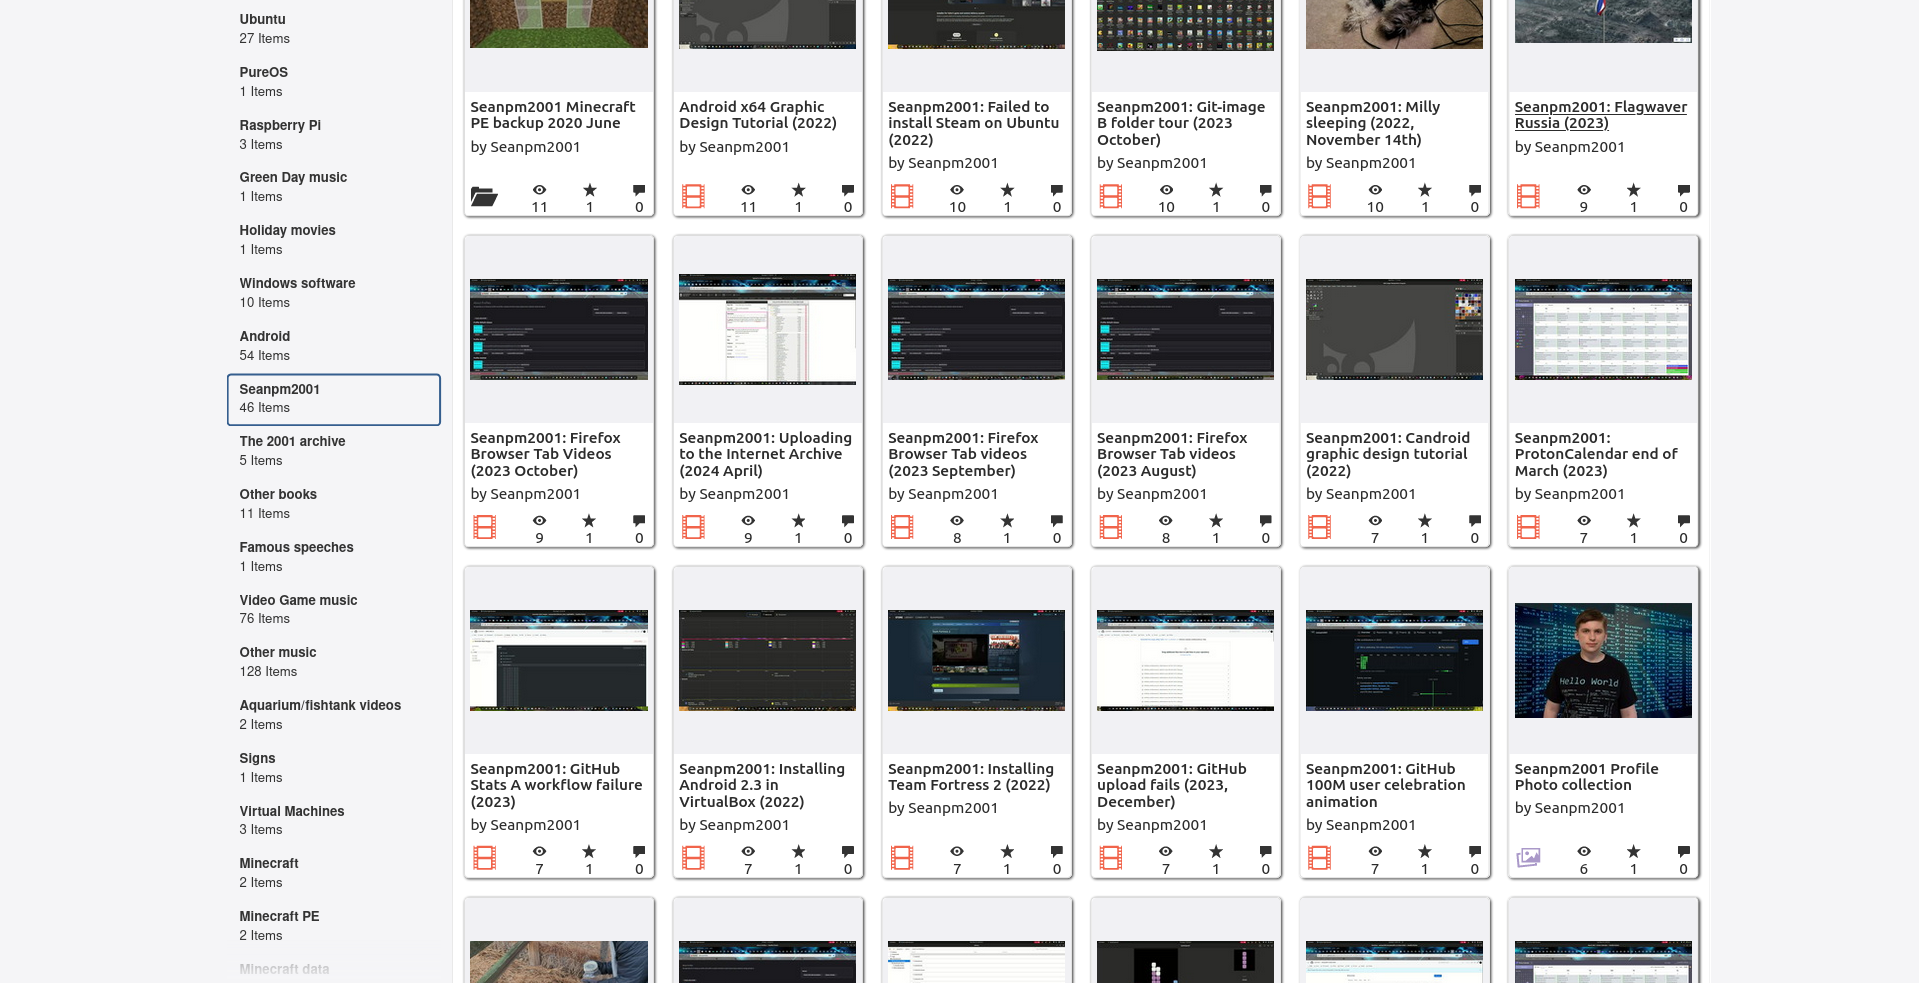 Ubuntu
27 Items
PureOS
1 Items
Raspberry Pi
3 Items
Green Day music
1 Items
Holiday movies
1 Items
Windows software
10 Items
Android
54 Items
Seanpm2001
46 Items
The 2001 archive
5 Items
Other books
11 Items
Famous speeches
1 Items
Video Game music
76 Items
Other music
128 Items
Aquarium/fishtank videos
2 Items
Signs
1 Items
Virtual Machines
3 Items
Minecraft
2 Items
Minecraft PE
2 Items
Minecraft data
Seanpm2001 Minecraft
PE backup 2020 June
by Seanpm2001
11 1 0
Android x64 Graphic
Design Tutorial (2022)
by Seanpm2001
11 1 0
Seanpm2001: Failed to
install Steam on Ubuntu
(2022)
by Seanpm2001
10 1 0
Seanpm2001: Git-image
B folder tour (2023
October)
by Seanpm2001
10 1 0
Seanpm2001: Milly
sleeping (2022,
November 14th)
by Seanpm2001
10 1 0
Seanpm2001: Flagwaver
Russia (2023)
by Seanpm2001
9 1 0
Seanpm2001: Firefox
Browser Tab Videos
(2023 October)
by Seanpm2001
9 1 0
Seanpm2001: Uploading
to the Internet Archive
(2024 April)
by Seanpm2001
9 1 0
Seanpm2001: Firefox
Browser Tab videos
(2023 September)
by Seanpm2001
8 1 0
Seanpm2001: Firefox
Browser Tab videos
(2023 August)
by Seanpm2001
8 1 0
Seanpm2001: Candroid
graphic design tutorial
(2022)
by Seanpm2001
7 1 0
Seanpm2001:
ProtonCalendar end of
March (2023)
by Seanpm2001
7 1 0
Seanpm2001: GitHub
Stats A workflow failure
(2023)
by Seanpm2001
7 1 0
Seanpm2001: Installing
Android 2.3 in
VirtualBox (2022)
by Seanpm2001
7 1 0
Seanpm2001: Installing
Team Fortress 2 (2022)
by Seanpm2001
7 1 0
Seanpm2001: GitHub
upload fails (2023,
December)
by Seanpm2001
7 1 0
Seanpm2001: GitHub
100M user celebration
animation
by Seanpm2001
7 1 0
Hello World
Seanpm2001 Profile
Photo collection
by Seanpm2001
6 1 0